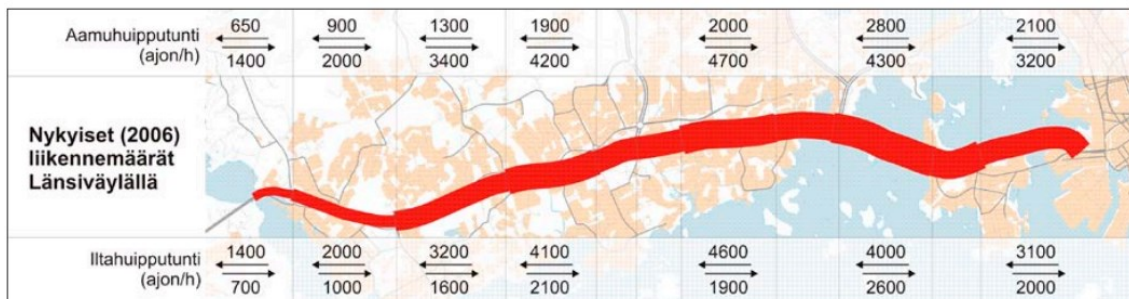 Aamuhuipputunti
(ajon/h)
650 900 1300 1900 2000 2800 2100
1400 2000 3400 4200 4700 4300 3200
Nykyiset (2006)
liikennemäärät
Länsiväylällä
Iltahuipputunti
(ajon/h)
1400 2000 3200 4100 4600 4000 3100
700 1000 1600 2100 1900 2600 2000